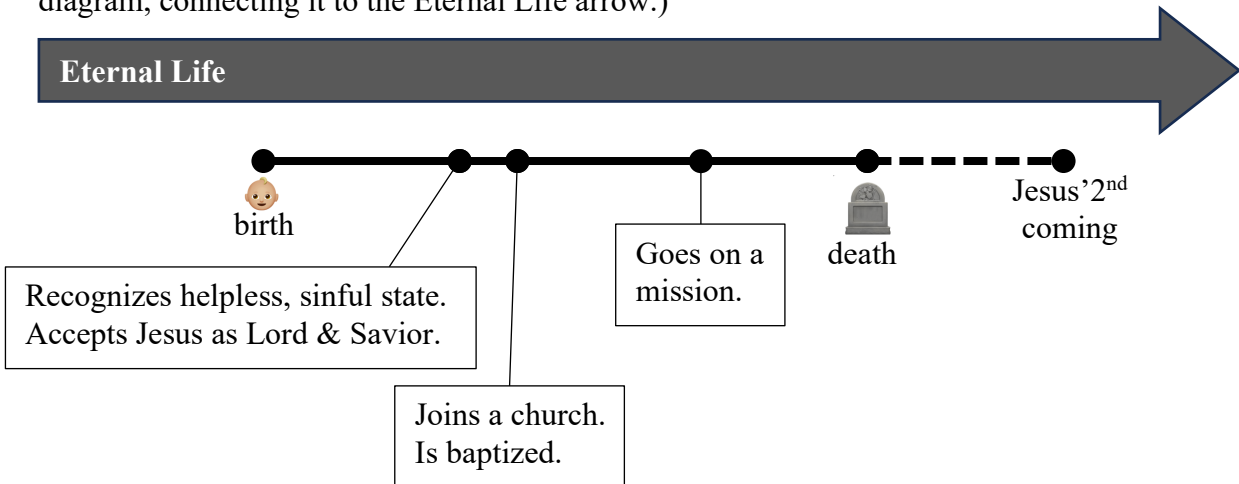 diagram, connecting it to the Eternal Life arrow.)
Eternal Life
birth
Recognizes helpless, sinful state.
Accepts Jesus as Lord & Savior.
Joins a church.
Is baptized.
Goes on a
mission.
death
Jesus’2nd
coming